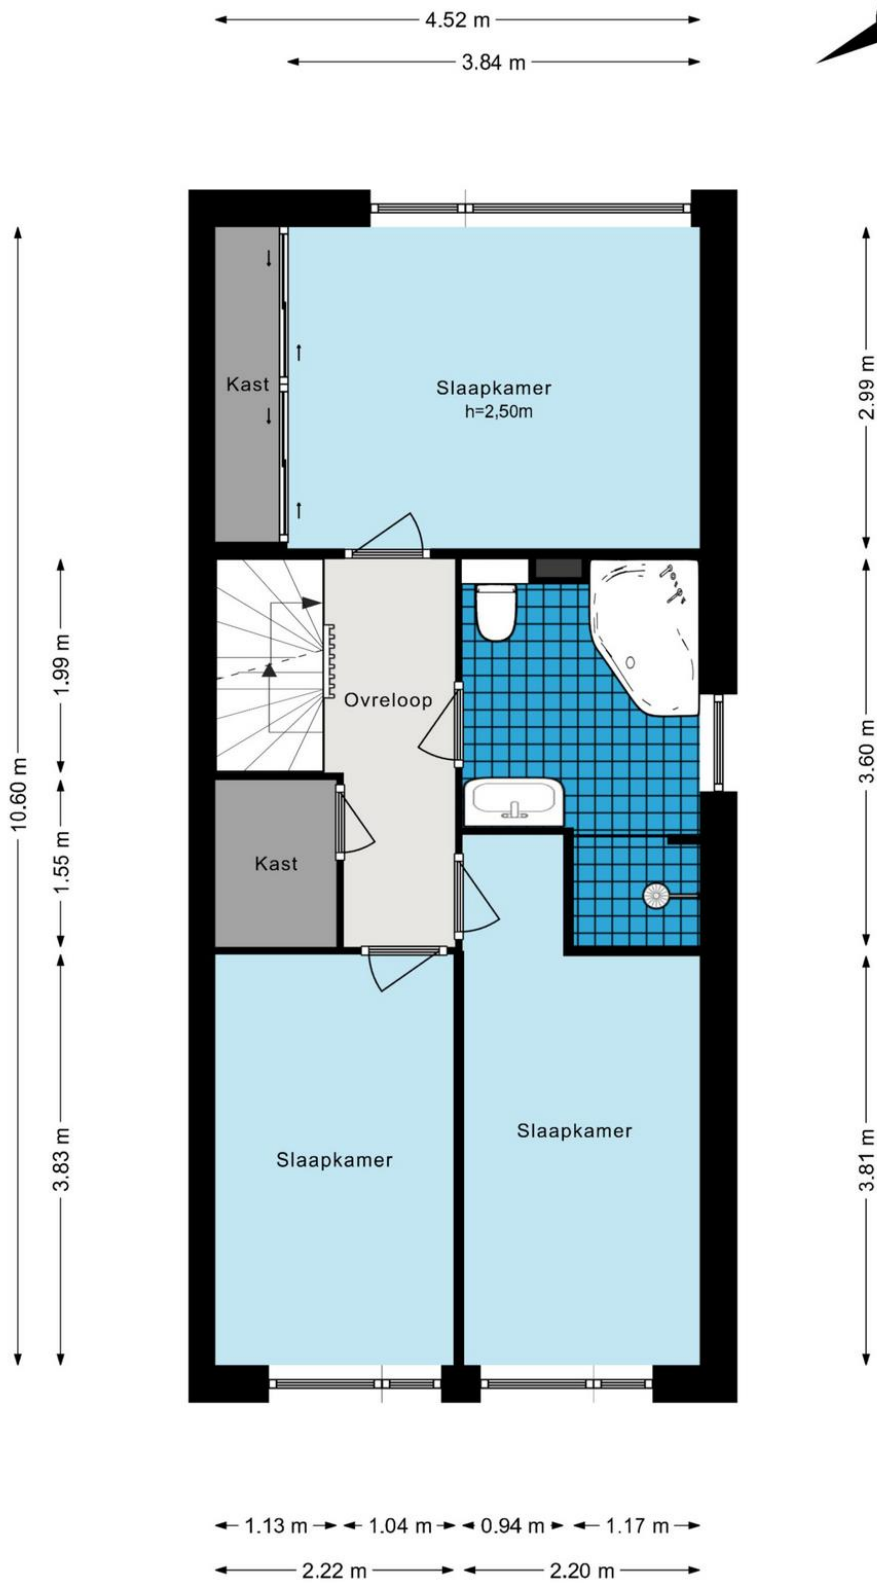 4.52 m
3.84 m
Kast
Slaapkamer
h=2,50m
2.99 m
1.99 m
Ovreloop
3.60 m
10.60 m
1.55 m
Kast
Slaapkamer
Slaapkamer
3.83 m
3.81 m
1.13 m
1.04 m
0.94 m
1.17 m
2.22 m
2.20 m